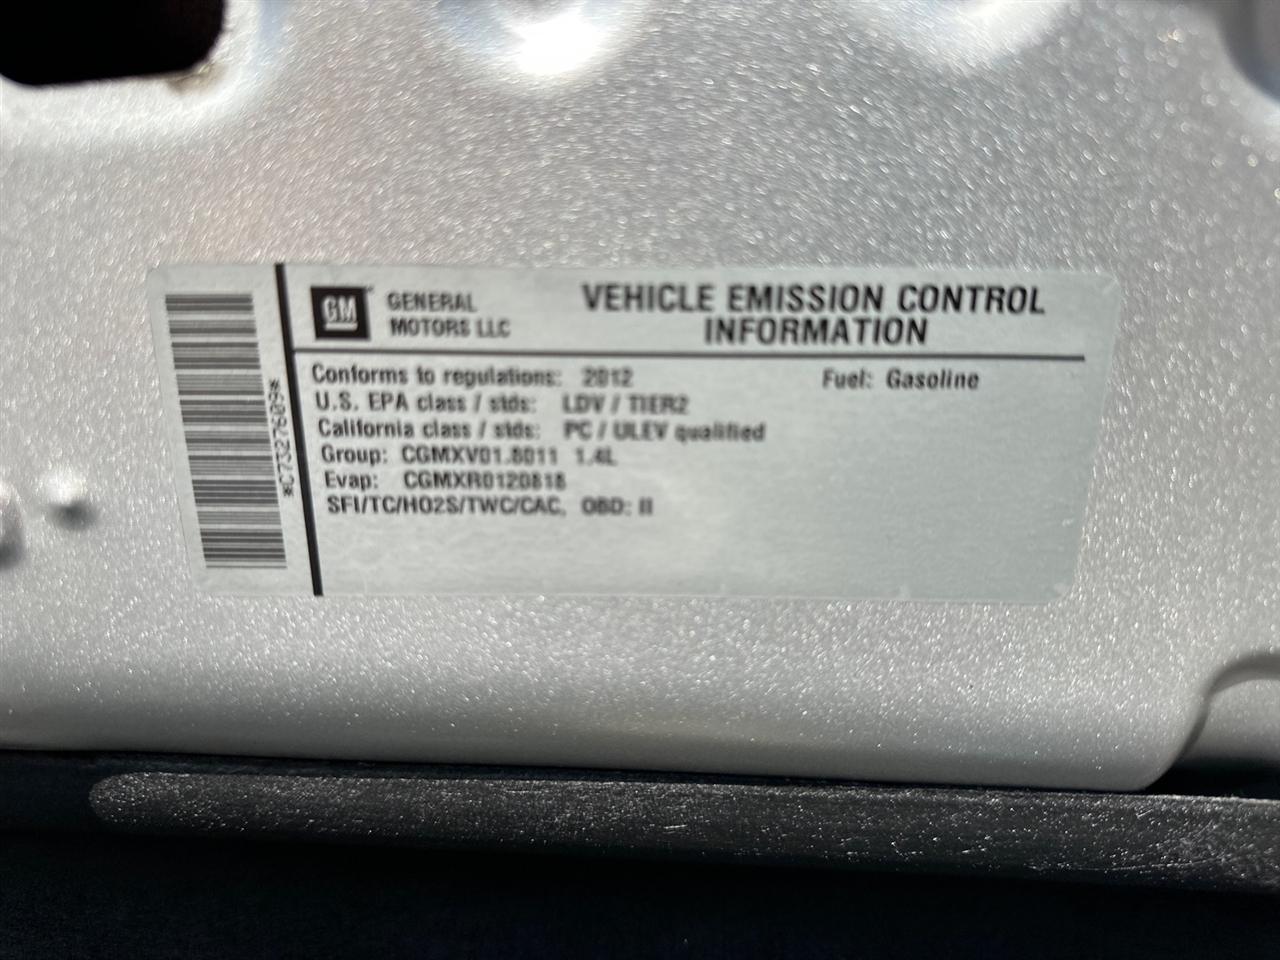 GM
GENERAL
MOTORS LLC
VEHICLE EMISSION CONTROL
INFORMATION
Conforms to regulations: 2012
Fuel: Gasoline
U.S. EPA class / stds: LDV / TIER2
California class / stds: PC / ULEV qualified
Group: CGMXV01.8011 1.4L
Evap: CGMXR0120818
SFI/TC/HO2S/TWC/CAC, OBD: II
*C7327609*